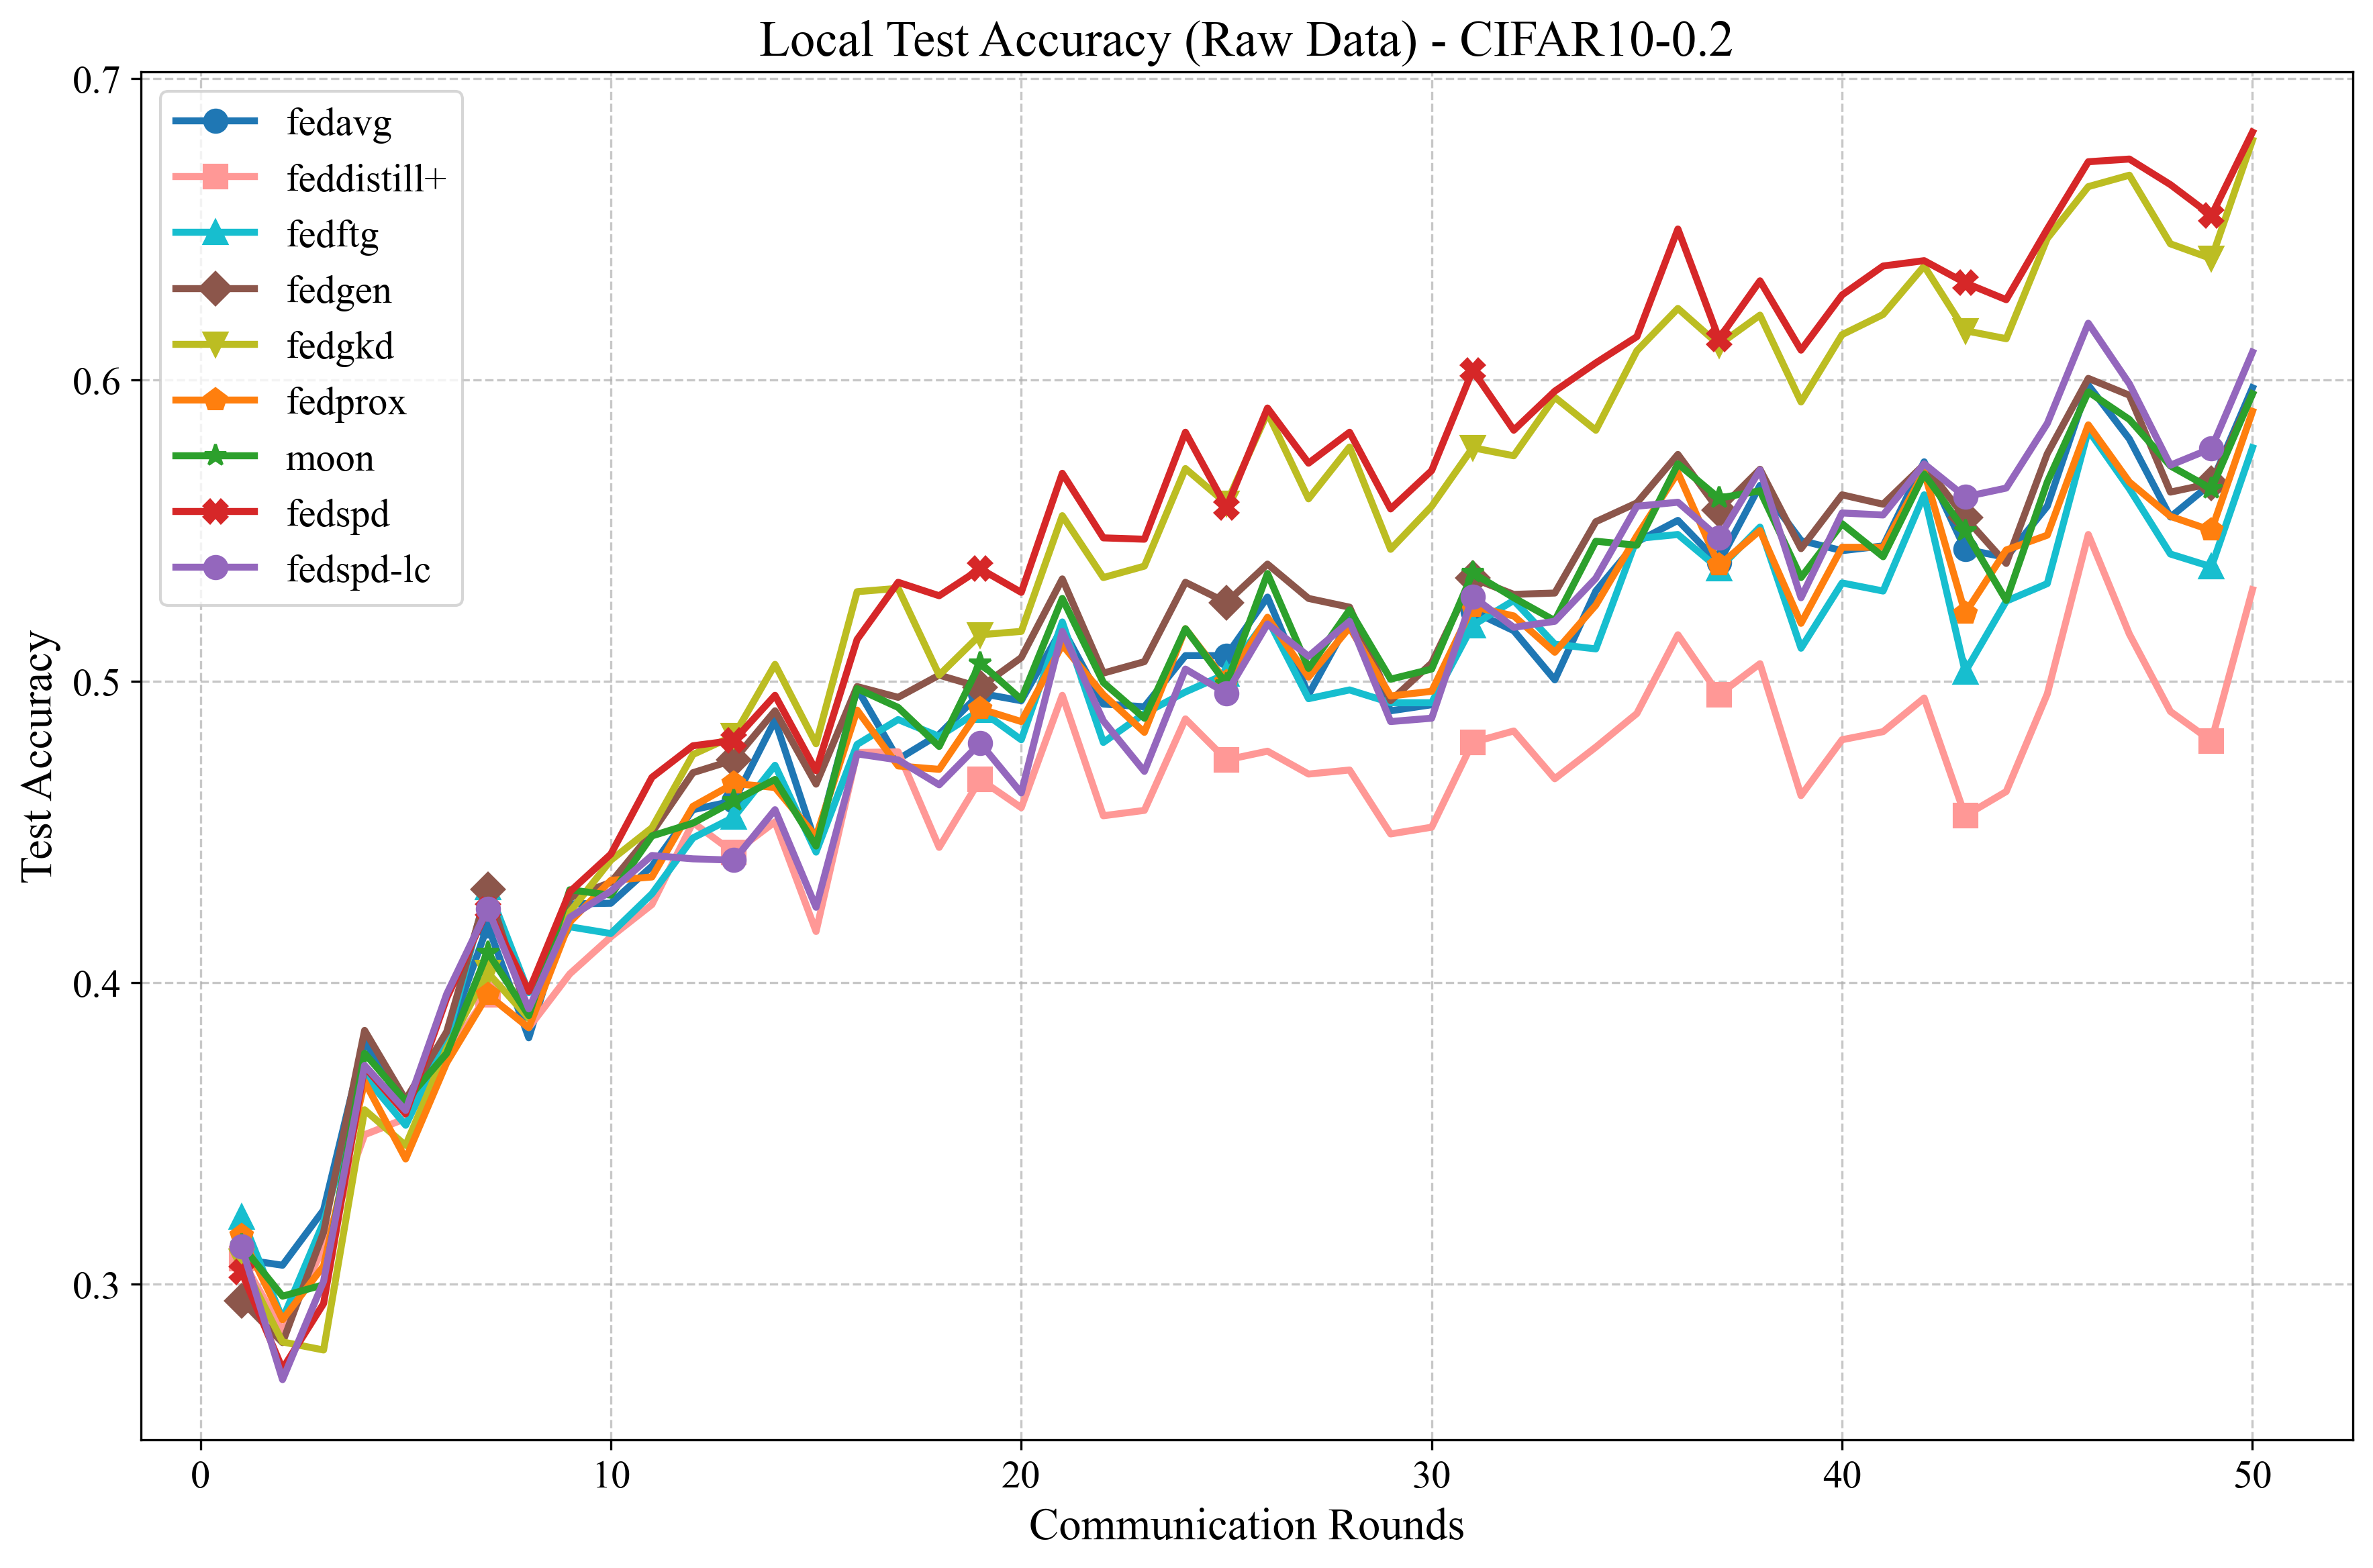 Local Test Accuracy (Raw Data) - CIFAR10-0.2
0.7
0.6
0.5
0.4
0.3
Test Accuracy
fedavg
feddistill+
fedftg
fedgen
fedgkd
fedprox
moon
fedspd
fedspd-lc
0
10
20
30
40
50
Communication Rounds